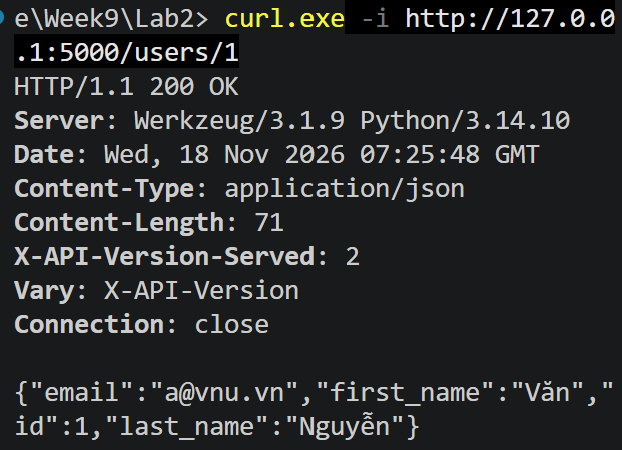 e\Week9\Lab2> curl.exe -i http://127.0.0
.1:5000/users/1
HTTP/1.1 200 OK
Server: Werkzeug/3.1.9 Python/3.14.10
Date: Wed, 18 Nov 2026 07:25:48 GMT
Content-Type: application/json
Content-Length: 71
X-API-Version-Served: 2
Vary: X-API-Version
Connection: close

{"email":"a@vnu.vn","first_name":"Văn","
id":1,"last_name":"Nguyễn"}